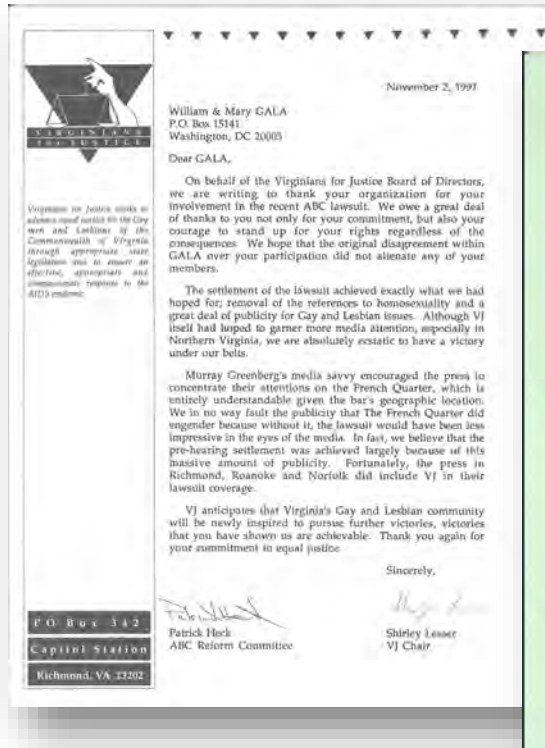 VIRGINIANS
FOR JUSTICE
Virginians for Justice works to
advance equal justice for the Gay
men and Lesbians of the
Commonwealth of Virginia
through appropriate state
legislation and to ensure an
effective, appropriate and
compassionate response to the
AIDS epidemic.
P O Box 342
Capitol Station
Richmond, VA 23202
November 2, 1991
William & Mary GALA
P.O. Box 15141
Washington, DC 20003
Dear GALA,
On behalf of the Virginians for Justice Board of Directors,
we are writing to thank your organization for your
involvement in the recent ABC lawsuit. We owe a great deal
of thanks to you not only for your commitment, but also your
courage to stand up for your rights regardless of the
consequences. We hope that the original disagreement within
GALA over your participation did not alienate any of your
members.
The settlement of the lawsuit achieved exactly what we had
hoped for; removal of the references to homosexuality and a
great deal of publicity for Gay and Lesbian issues. Although VJ
itself had hoped to garner more media attention, especially in
Northern Virginia, we are absolutely ecstatic to have a victory
under our belts.
Murray Greenberg's media savvy encouraged the press to
concentrate their attentions on the French Quarter, which is
entirely understandable given the bar's geographic location.
We in no way fault the publicity that The French Quarter did
engender because without it, the lawsuit would have been less
impressive in the eyes of the media. In fact, we believe that the
pre-hearing settlement was achieved largely because of this
massive amount of publicity. Fortunately, the press in
Richmond, Roanoke and Norfolk did include VJ in their
lawsuit coverage.
VJ anticipates that Virginia's Gay and Lesbian community
will be newly inspired to pursue further victories, victories
that you have shown us are achievable. Thank you again for
your commitment to equal justice
Sincerely,
Patrick Heck
ABC Reform Committee
Shirley Lesser
VJ Chair